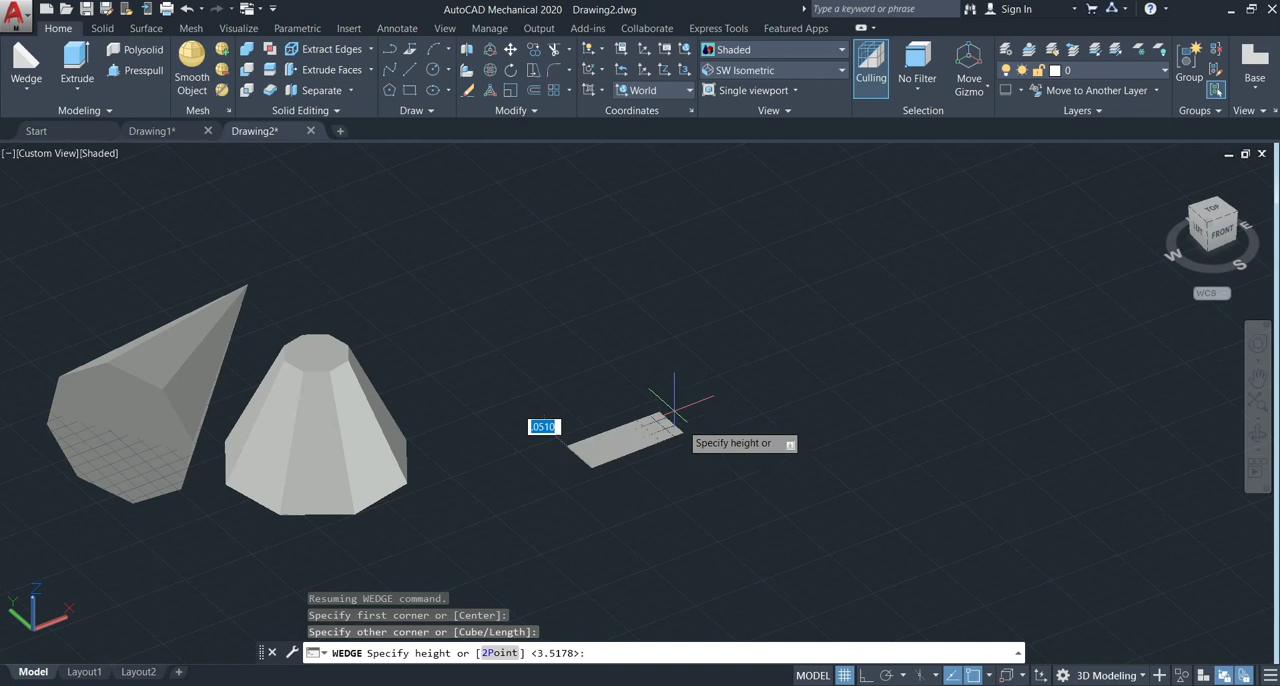 A
AutoCAD Mechanical 2020 Drawing2.dwg
Type a keyword or phrase
Sign In
Home Solid Surface Mesh Visualize Parametric Insert Annotate View Manage Output Collaborate Express Tools Featured Apps
Add-ins
Wedge
Extrude
Polysolid
Presspull
Smooth
Object
Extract Edges
Extrude Faces
Separate
World
Shaded
SW Isometric
Single viewport
Culling
No Filter
Move
Gizmo
0
Move to Another Layer
Group
Base
Modeling
Mesh
Solid Editing
Draw
Modify
Coordinates
View
Selection
Layers
Groups
View
Start
Drawing1*
Drawing2*
[−][Custom View][Shaded]
TOP
FRONT
W
S
E
WCS
.0510
Specify height or
Z
Y
X
Resuming WEDGE command.
Specify first corner or [Center]:
Specify other corner or [Cube/Length]:
WEDGE Specify height or [2Point] <3.5178>:
Model
Layout1
Layout2
MODEL
3D Modeling